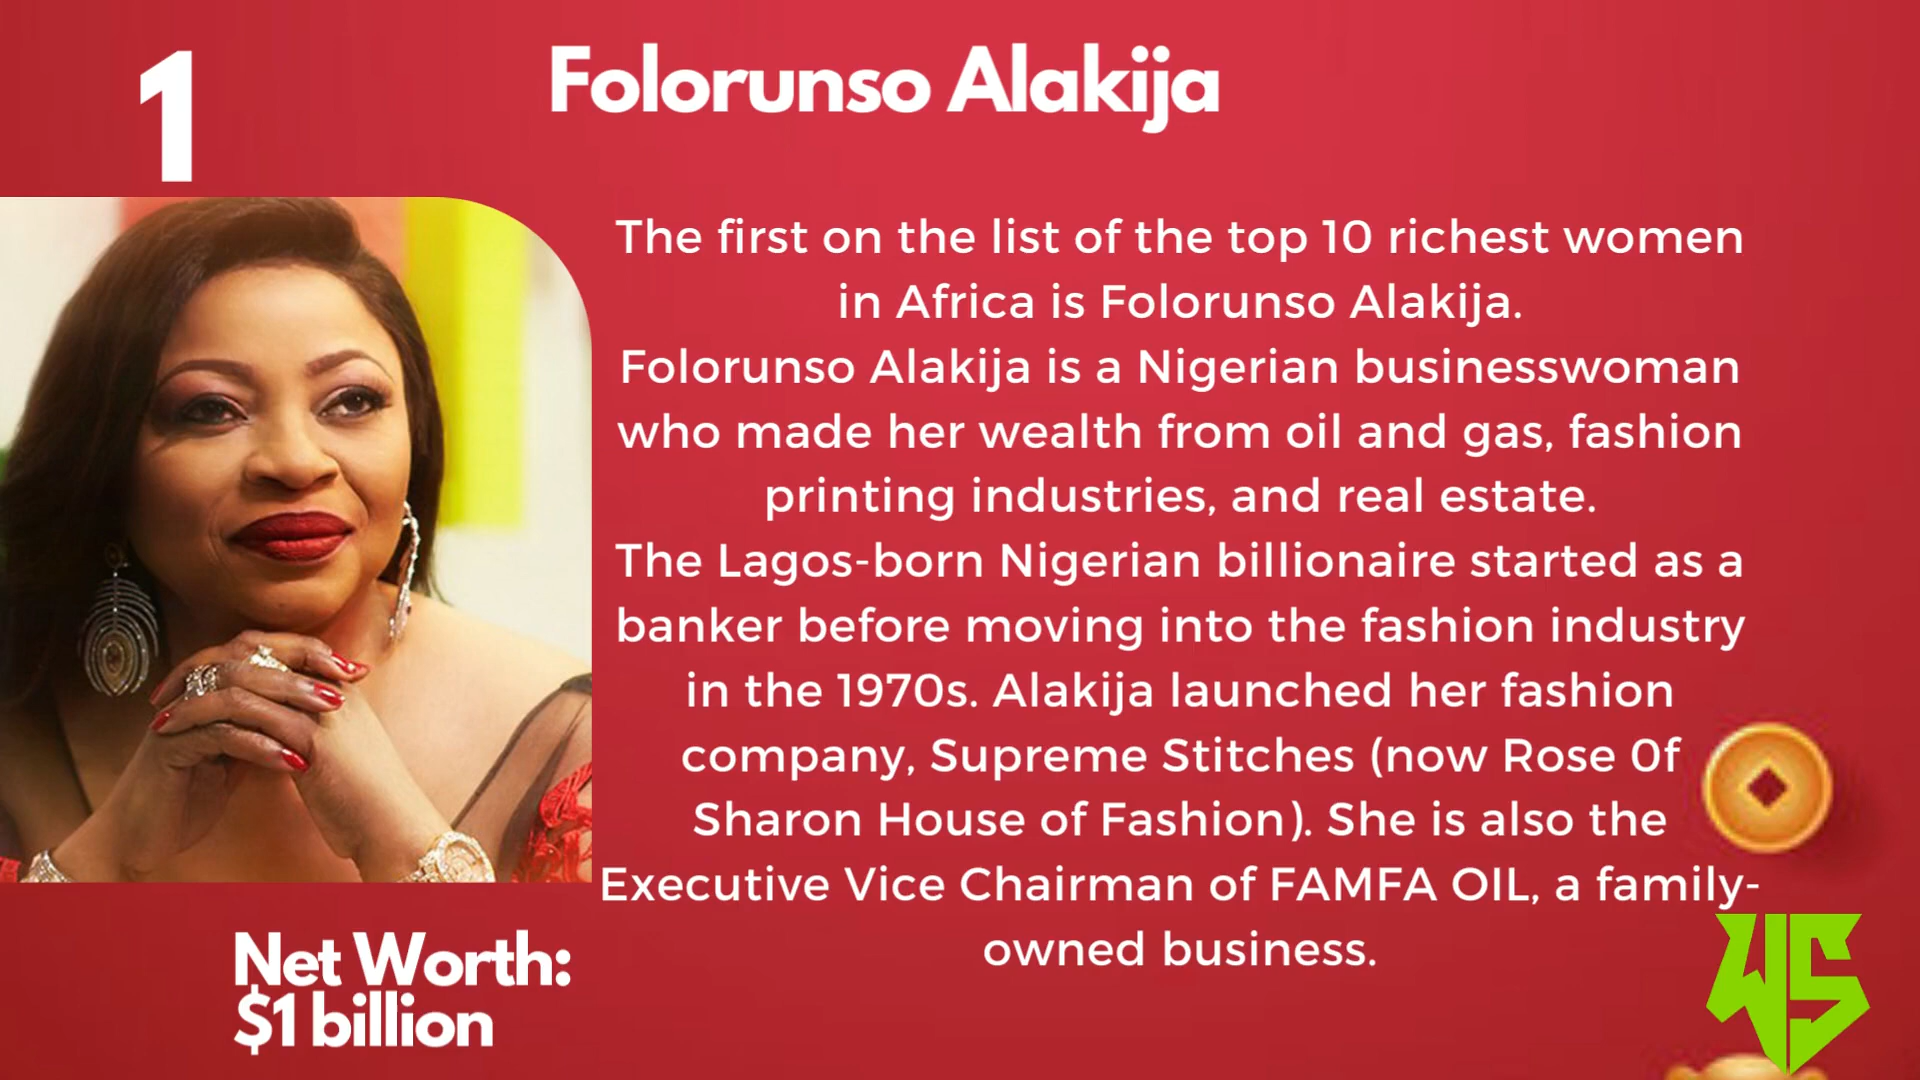 1
Folorunso Alakija
The first on the list of the top 10 richest women
in Africa is Folorunso Alakija.
Folorunso Alakija is a Nigerian businesswoman
who made her wealth from oil and gas, fashion
printing industries, and real estate.
The Lagos-born Nigerian billionaire started as a
banker before moving into the fashion industry
in the 1970s. Alakija launched her fashion
company, Supreme Stitches (now Rose 0f
Sharon House of Fashion). She is also the
Executive Vice Chairman of FAMFA OIL, a family-
owned business.
Net Worth:
$1 billion
WS